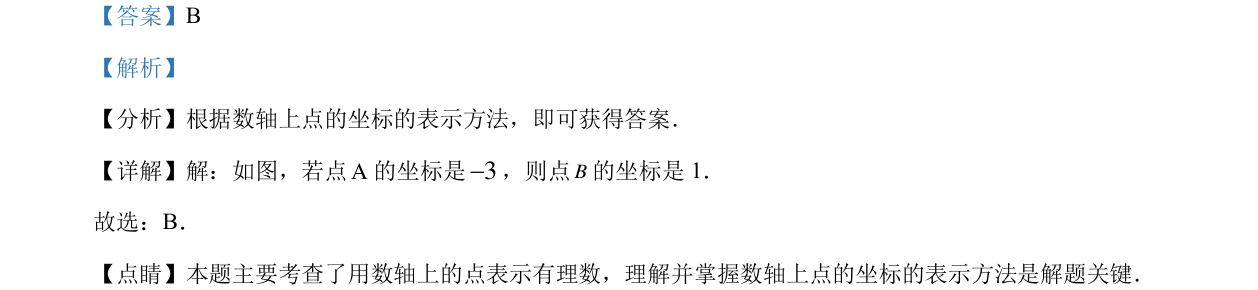 【答案】B
【解析】
【分析】根据数轴上点的坐标的表示方法，即可获得答案．
【详解】解：如图，若点 A 的坐标是 −3 ，则点 B 的坐标是 1．
故选：B．
【点睛】本题主要考查了用数轴上的点表示有理数，理解并掌握数轴上点的坐标的表示方法是解题关键．